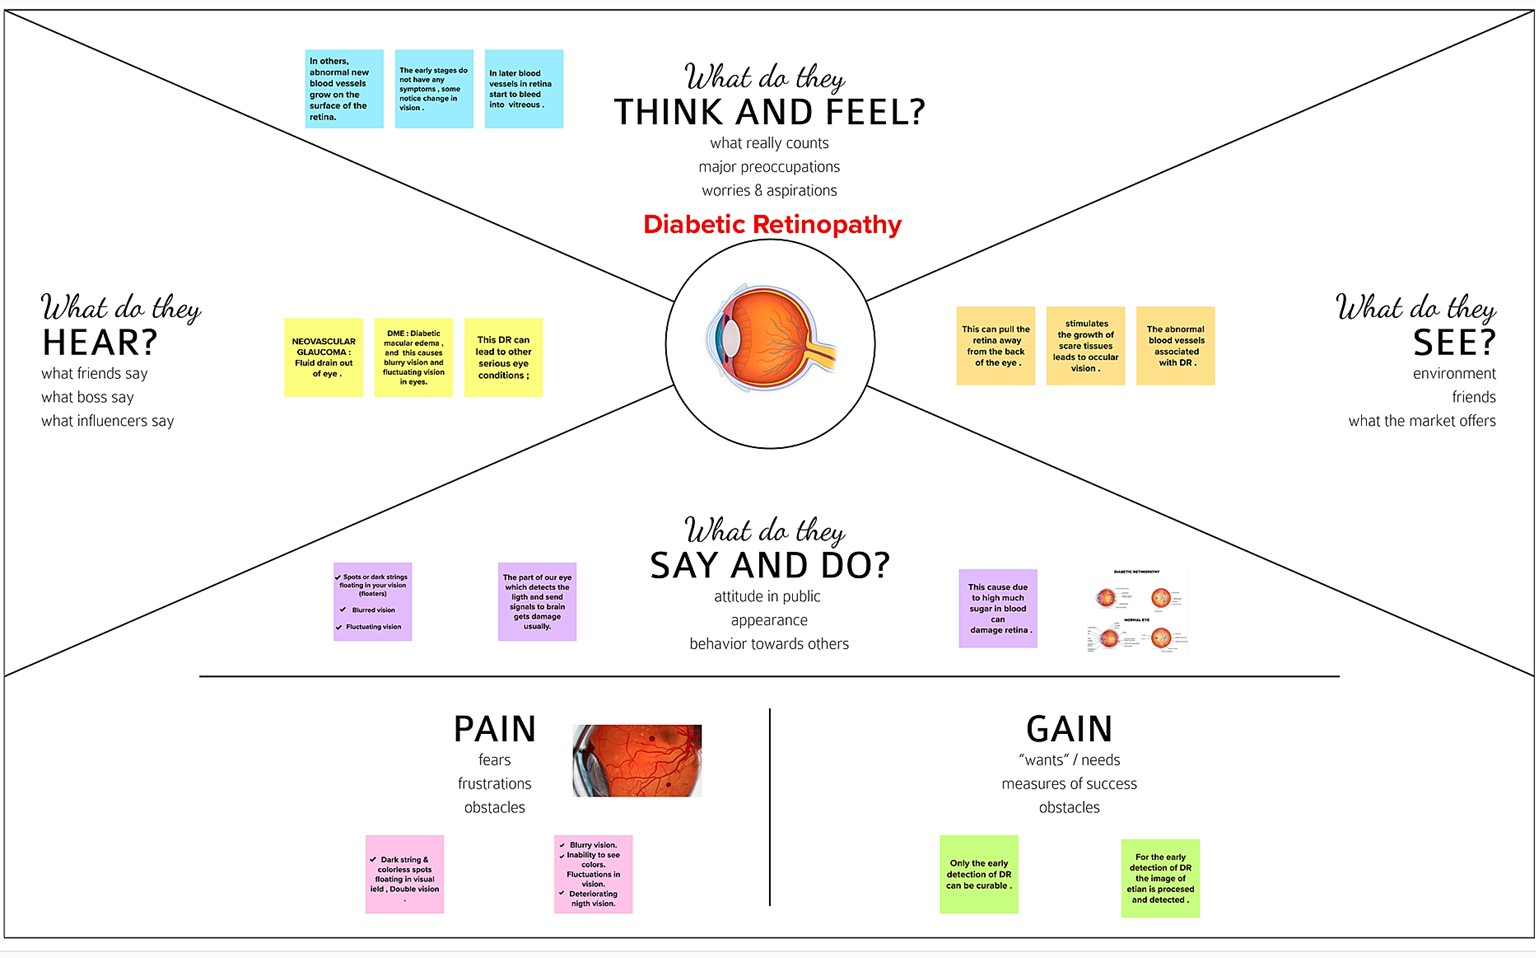 In others,
abnormal new
blood vessels
grow on the
surface of the
retina.
The early stages do
not have any
symptoms , some
notice change in
vision .
In later blood
vessels in retina
start to bleed
into vitreous .
What do they
THINK AND FEEL?
what really counts
major preoccupations
worries & aspirations
Diabetic Retinopathy
What do they
HEAR?
what friends say
what boss say
what influencers say
NEOVASCULAR
GLAUCOMA :
Fluid drain out
of eye .
DME : Diabetic
macular edema ,
and this causes
blurry vision and
fluctuating vision
in eyes.
This DR can
lead to other
serious eye
conditions ;
This can pull the
retina away
from the back
of the eye .
stimulates
the growth of
scare tissues
leads to occular
vision .
The abnormal
blood vessels
associated
with DR .
What do they
SEE?
environment
friends
what the market offers
What do they
SAY AND DO?
attitude in public
appearance
behavior towards others
✓ Spots or dark strings
floating in your vision
(floaters)
✓ Blurred vision
✓ Fluctuating vision
The part of our eye
which detects the
ligth and send
signals to brain
gets damage
usually.
This cause due
to high much
sugar in blood
can
damage retina .
DIABETIC RETINOPATHY
NORMAL EYE
PAIN
fears
frustrations
obstacles
✓ Dark string &
colorless spots
floating in visual
ield , Double vision
.
✓ Blurry vision.
✓ Inability to see
colors.
Fluctuations in
vision.
✓ Deteriorating
nigth vision.
GAIN
“wants” / needs
measures of success
obstacles
Only the early
detection of DR
can be curable .
For the early
detection of DR
the image of
etian is procesed
and detected .